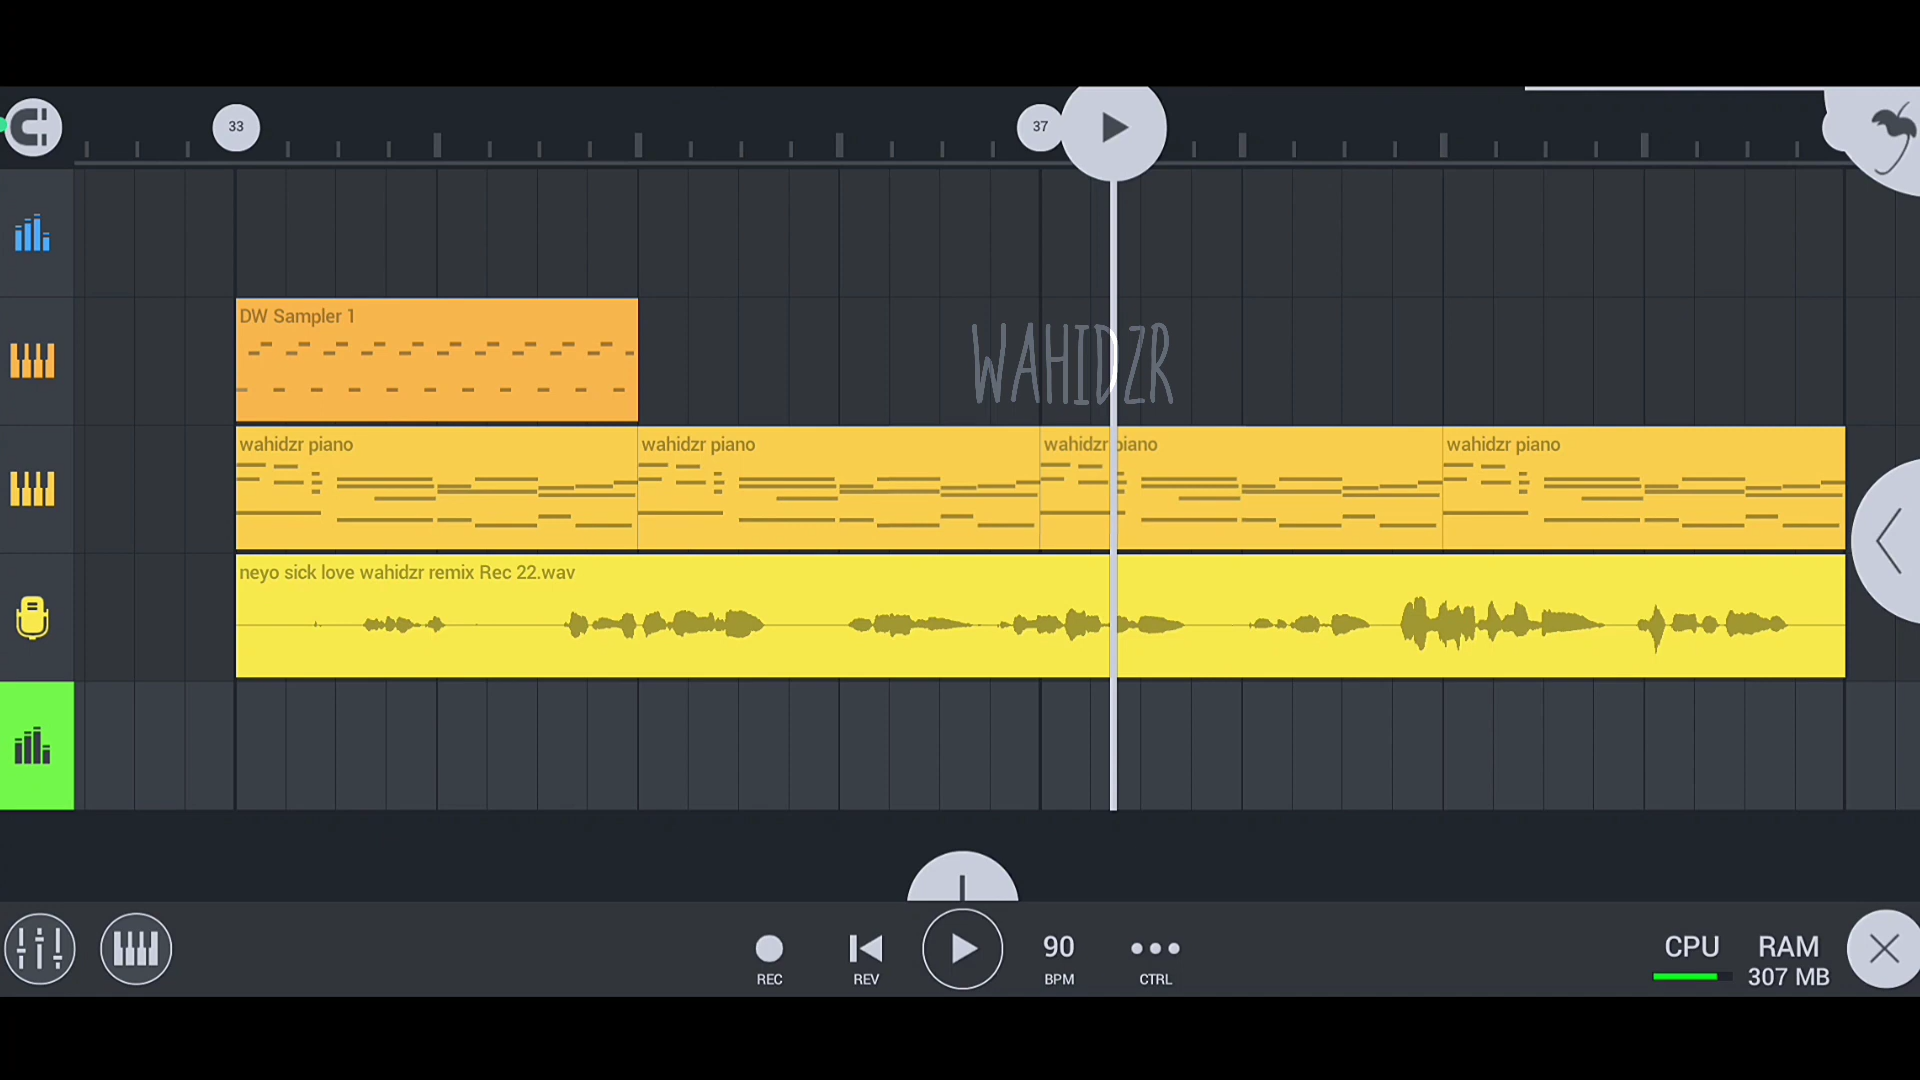 33
37
DW Sampler 1
WAHIDZR
wahidzr piano
wahidzr piano
wahidzr piano
wahidzr piano
neyo sick love wahidzr remix Rec 22.wav
REC
REV
90
BPM
CTRL
CPU
RAM
307 MB